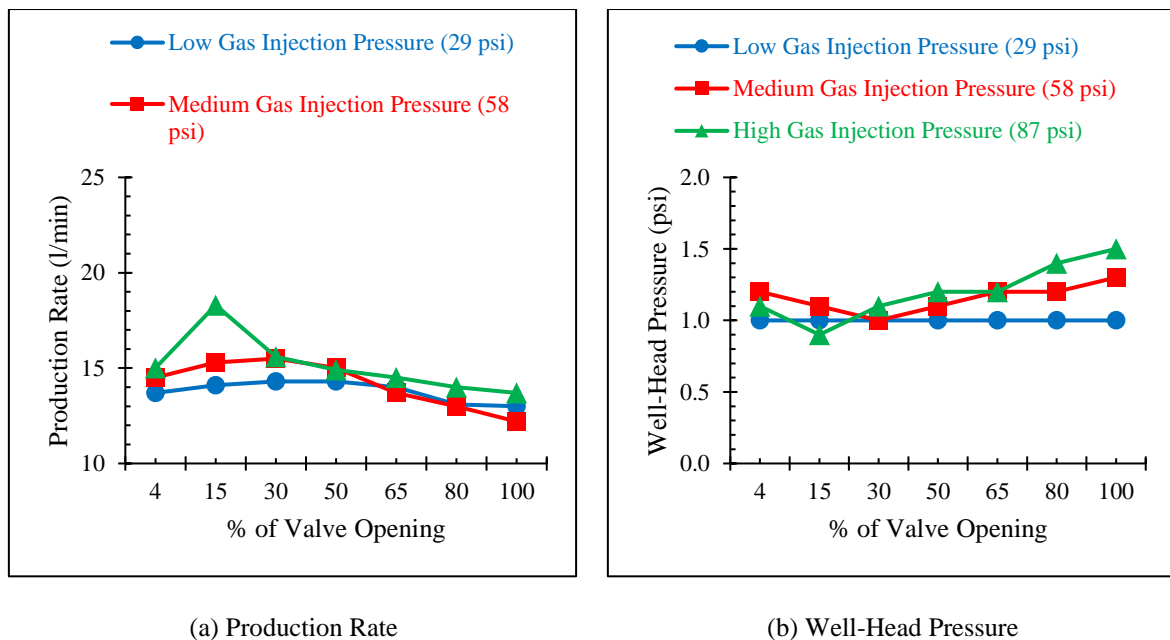 Low Gas Injection Pressure (29 psi)
Medium Gas Injection Pressure (58
psi)
Production Rate (l/min)
25
20
15
10
4 15 30 50 65 80 100
% of Valve Opening
(a) Production Rate
Low Gas Injection Pressure (29 psi)
Medium Gas Injection Pressure (58 psi)
High Gas Injection Pressure (87 psi)
Well-Head Pressure (psi)
2.0
1.5
1.0
0.5
0.0
4 15 30 50 65 80 100
% of Valve Opening
(b) Well-Head Pressure